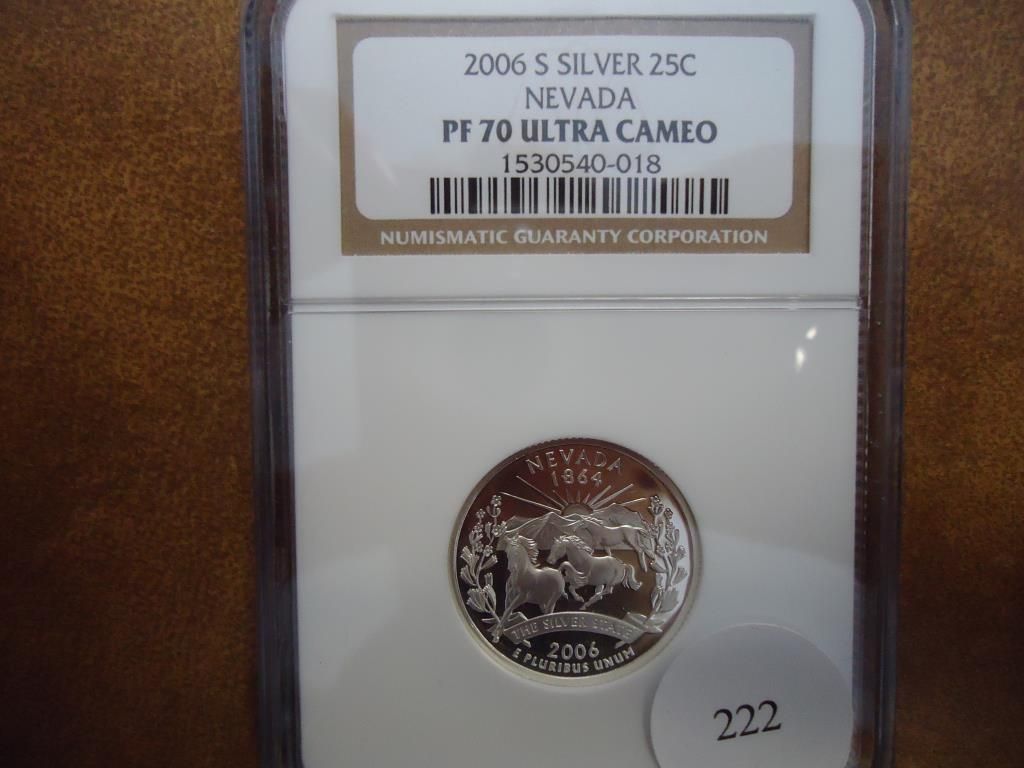 2006 S SILVER 25C
NEVADA
PF 70 ULTRA CAMEO
1530540-018
NUMISMATIC GUARANTY CORPORATION
NEVADA
1864
THE SILVER STATE
2006
E PLURIBUS UNUM
222